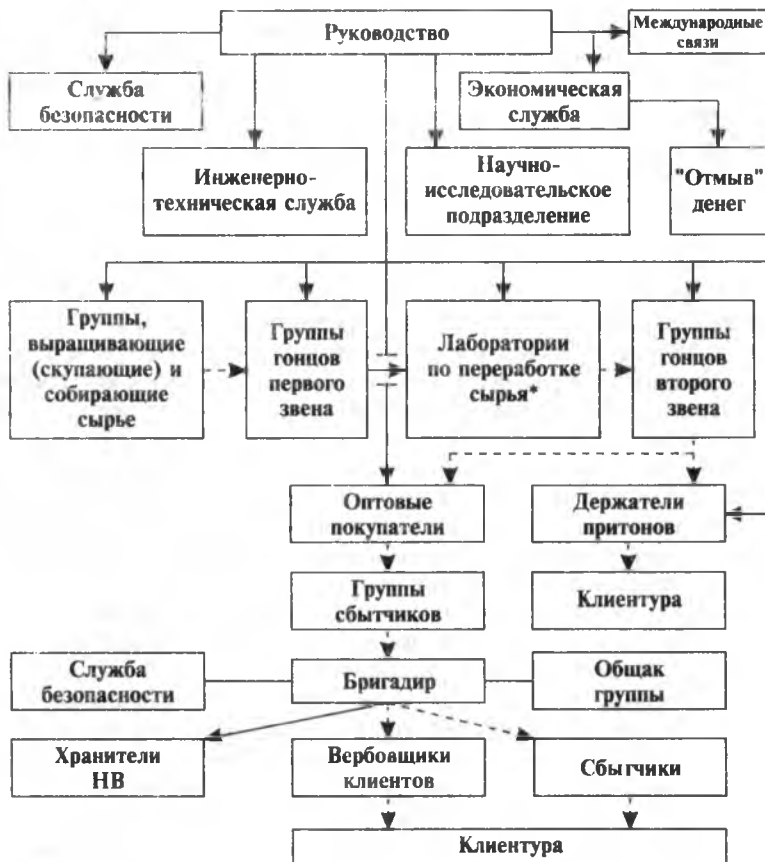 Руководство
Международные
связи
Служба
безопасности
Экономическая
служба
Инженерно-
техническая служба
Научно-
исследовательское
подразделение
"Отмыв"
денег
Группы,
выращивающие
(скупающие) и
собирающие
сырье
Группы
гонцов
первого
звена
Лаборатории
по переработке
сырья*
Группы
гонцов
второго
звена
Оптовые
покупатели
Держатели
притонов
Группы
сбытчиков
Клиентура
Служба
безопасности
Бригадир
Общак
группы
Хранители
НВ
Вербовщики
клиентов
Сбытчики
Клиентура